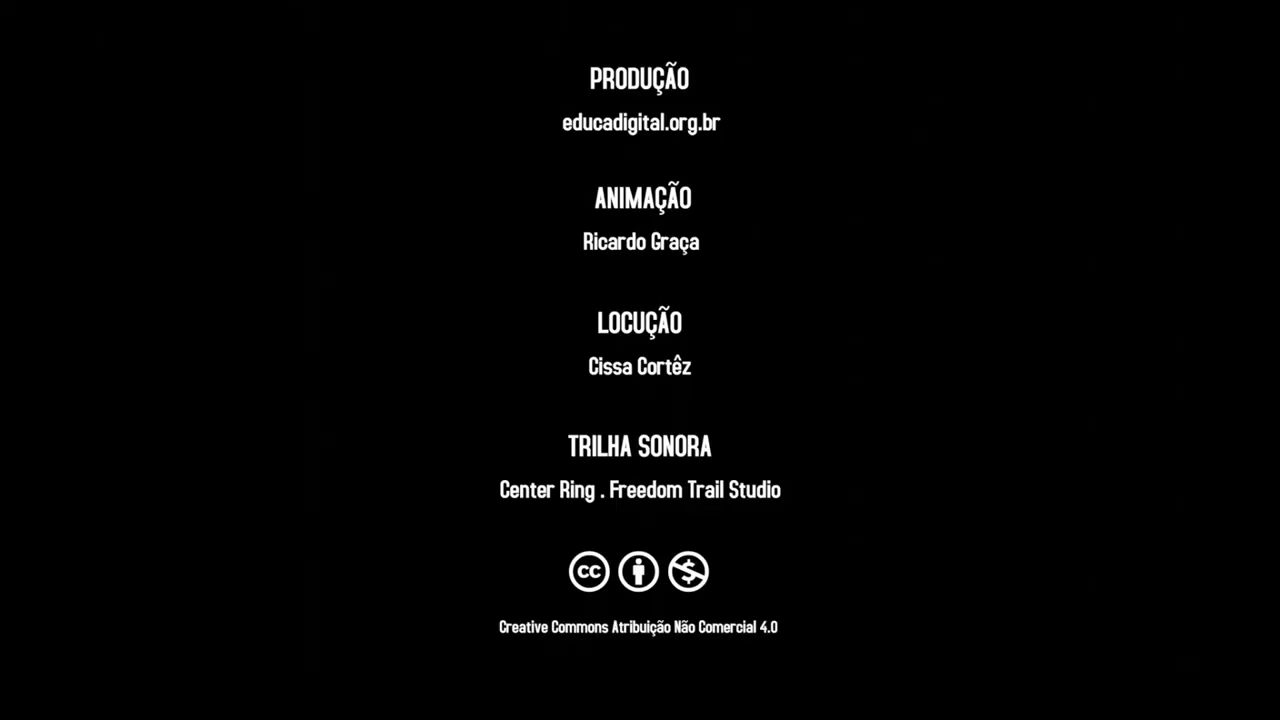 PRODUÇÃO
educadigital.org.br
ANIMAÇÃO
Ricardo Graça
LOCUÇÃO
Cissa Cortêz
TRILHA SONORA
Center Ring . Freedom Trail Studio
cc
Creative Commons Atribuição Não Comercial 4.0